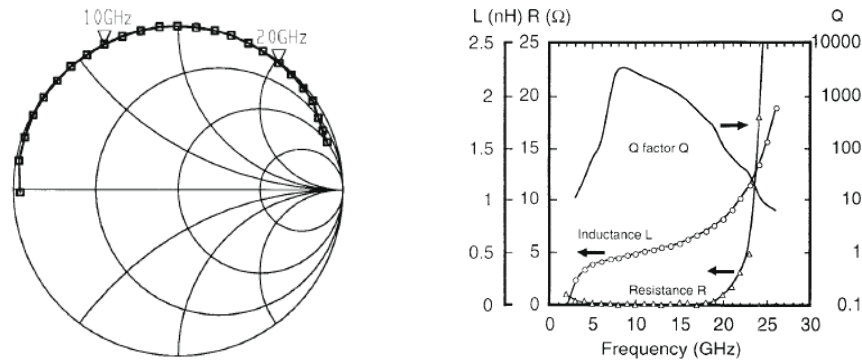 10GHz
20GHz
L (nH) R (Ω) Q
2.5 25 10000
2 20 1000
1.5 15 100
1 10 10
0.5 5 1
0 0 0.1
Q factor Q
Inductance L
Resistance R
5 10 15 20 25 30
Frequency (GHz)